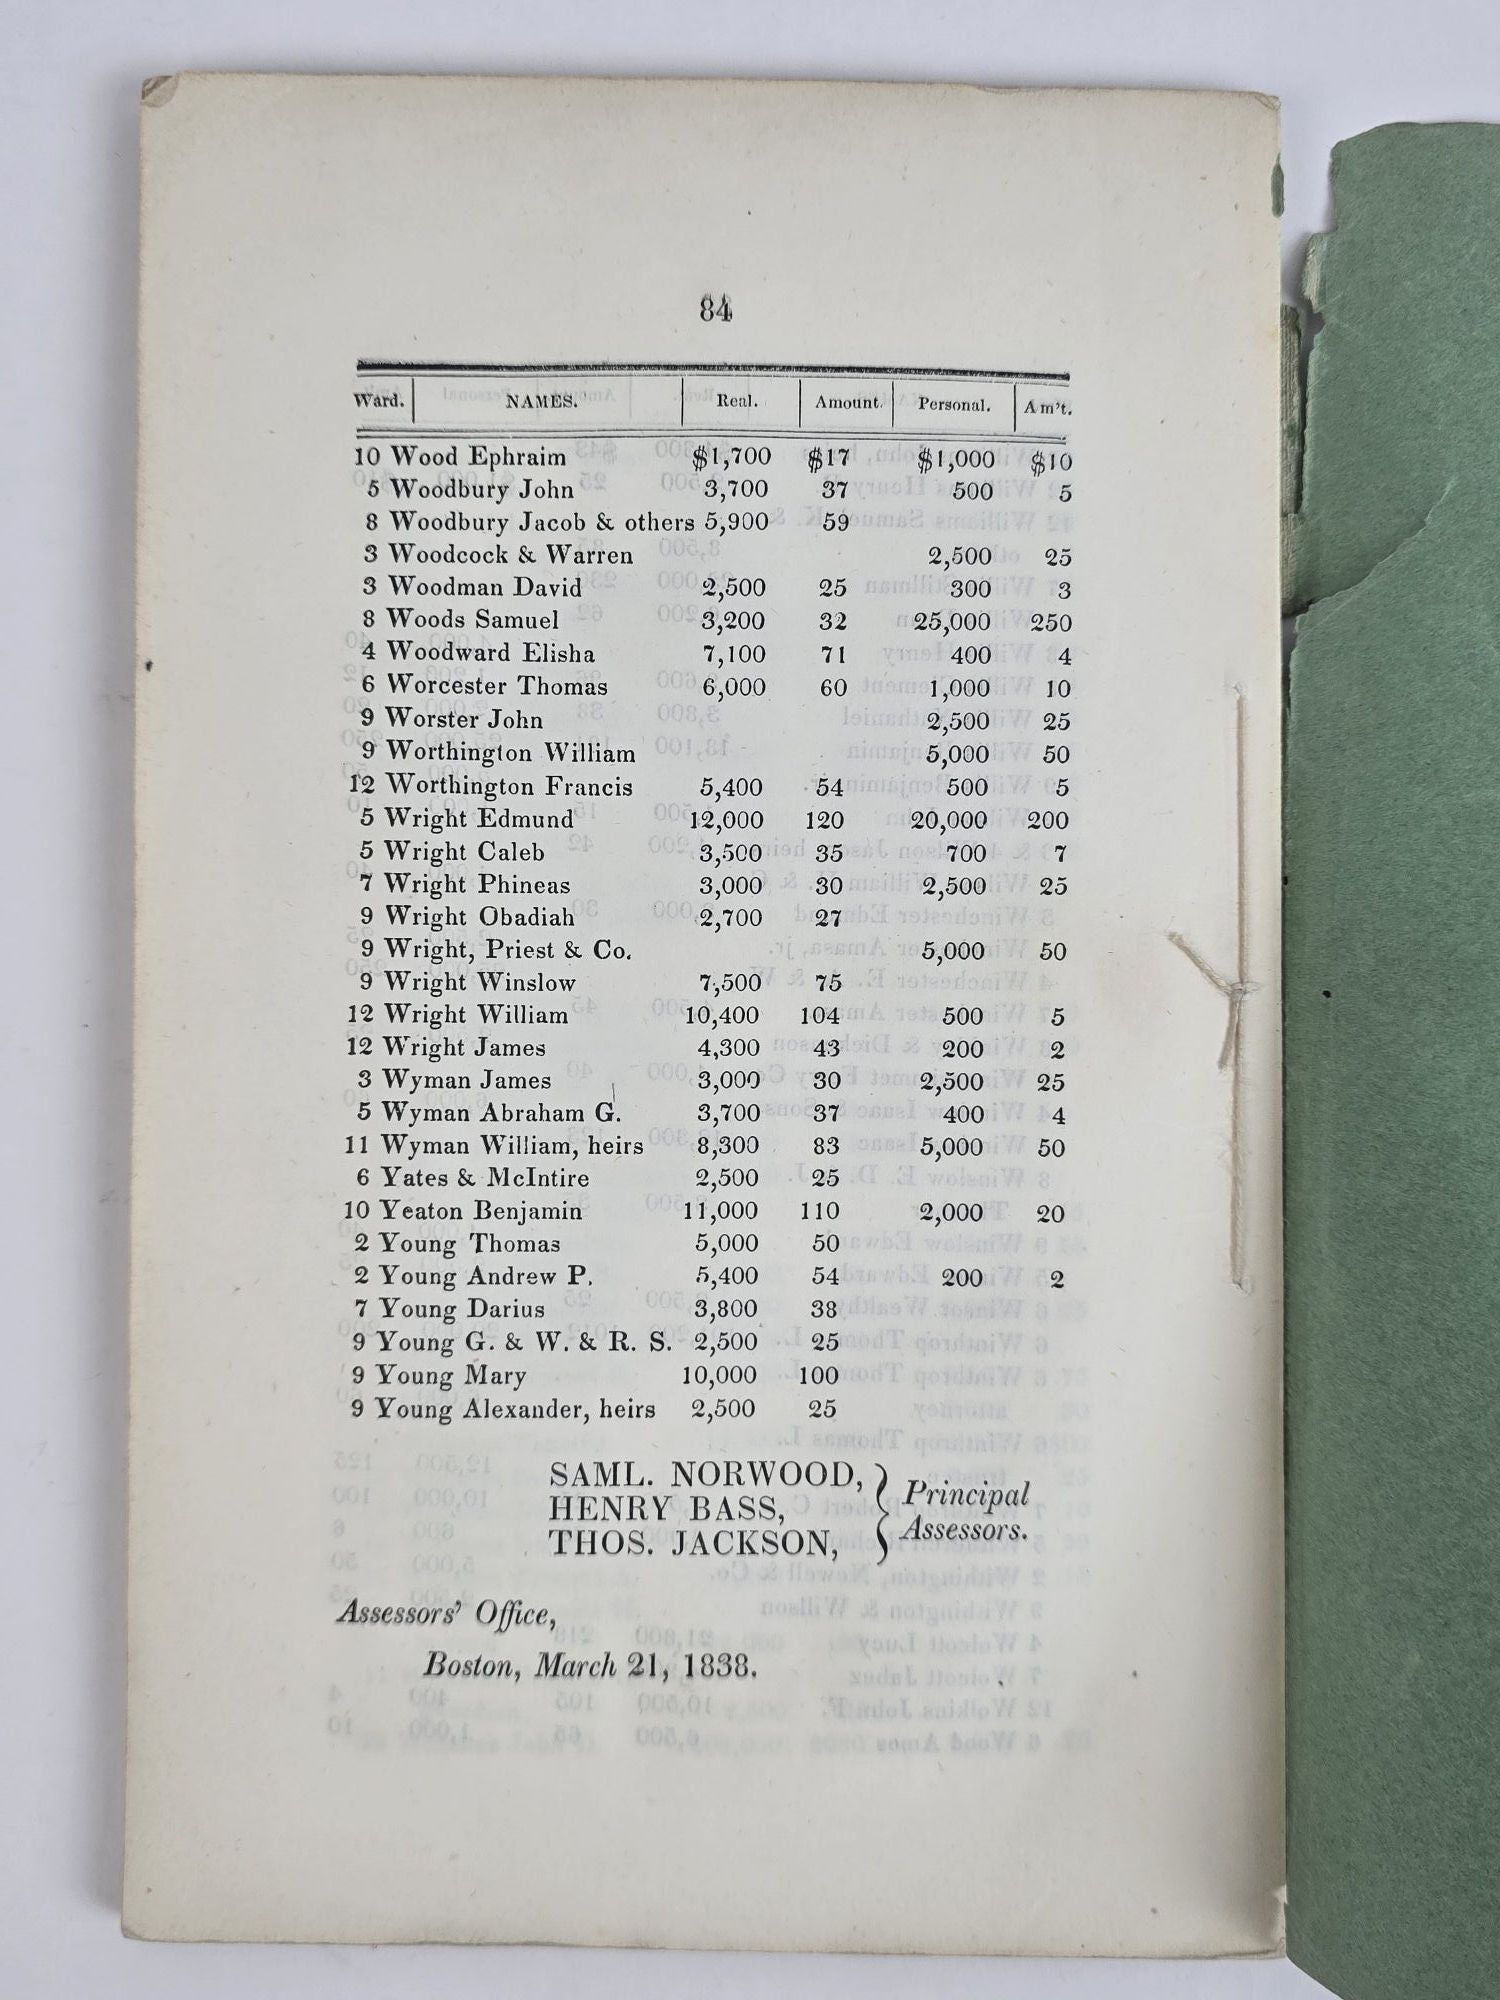 84
Ward. NAMES. Real. Amount. Personal. Am't.
10 Wood Ephraim $1,700 $17 $1,000 $10
5 Woodbury John 3,700 37 500 5
8 Woodbury Jacob & others 5,900 59
3 Woodcock & Warren 2,500 25
3 Woodman David 2,500 25 300 3
8 Woods Samuel 3,200 32 25,000 250
4 Woodward Elisha 7,100 71 400 4
6 Worcester Thomas 6,000 60 1,000 10
9 Worster John 2,500 25
9 Worthington William 5,000 50
12 Worthington Francis 5,400 54 500 5
5 Wright Edmund 12,000 120 20,000 200
5 Wright Caleb 3,500 35 700 7
7 Wright Phineas 3,000 30 2,500 25
9 Wright Obadiah 2,700 27
9 Wright, Priest & Co. 5,000 50
9 Wright Winslow 7,500 75
12 Wright William 10,400 104 500 5
12 Wright James 4,300 43 200 2
3 Wyman James 3,000 30 2,500 25
5 Wyman Abraham G. 3,700 37 400 4
11 Wyman William, heirs 8,300 83 5,000 50
6 Yates & McIntire 2,500 25
10 Yeaton Benjamin 11,000 110 2,000 20
2 Young Thomas 5,000 50
2 Young Andrew P. 5,400 54 200 2
7 Young Darius 3,800 38
9 Young G. & W. & R. S. 2,500 25
9 Young Mary 10,000 100
9 Young Alexander, heirs 2,500 25
SAML. NORWOOD,
HENRY BASS,
THOS. JACKSON,
Principal
Assessors.
Assessors' Office,
Boston, March 21, 1838.